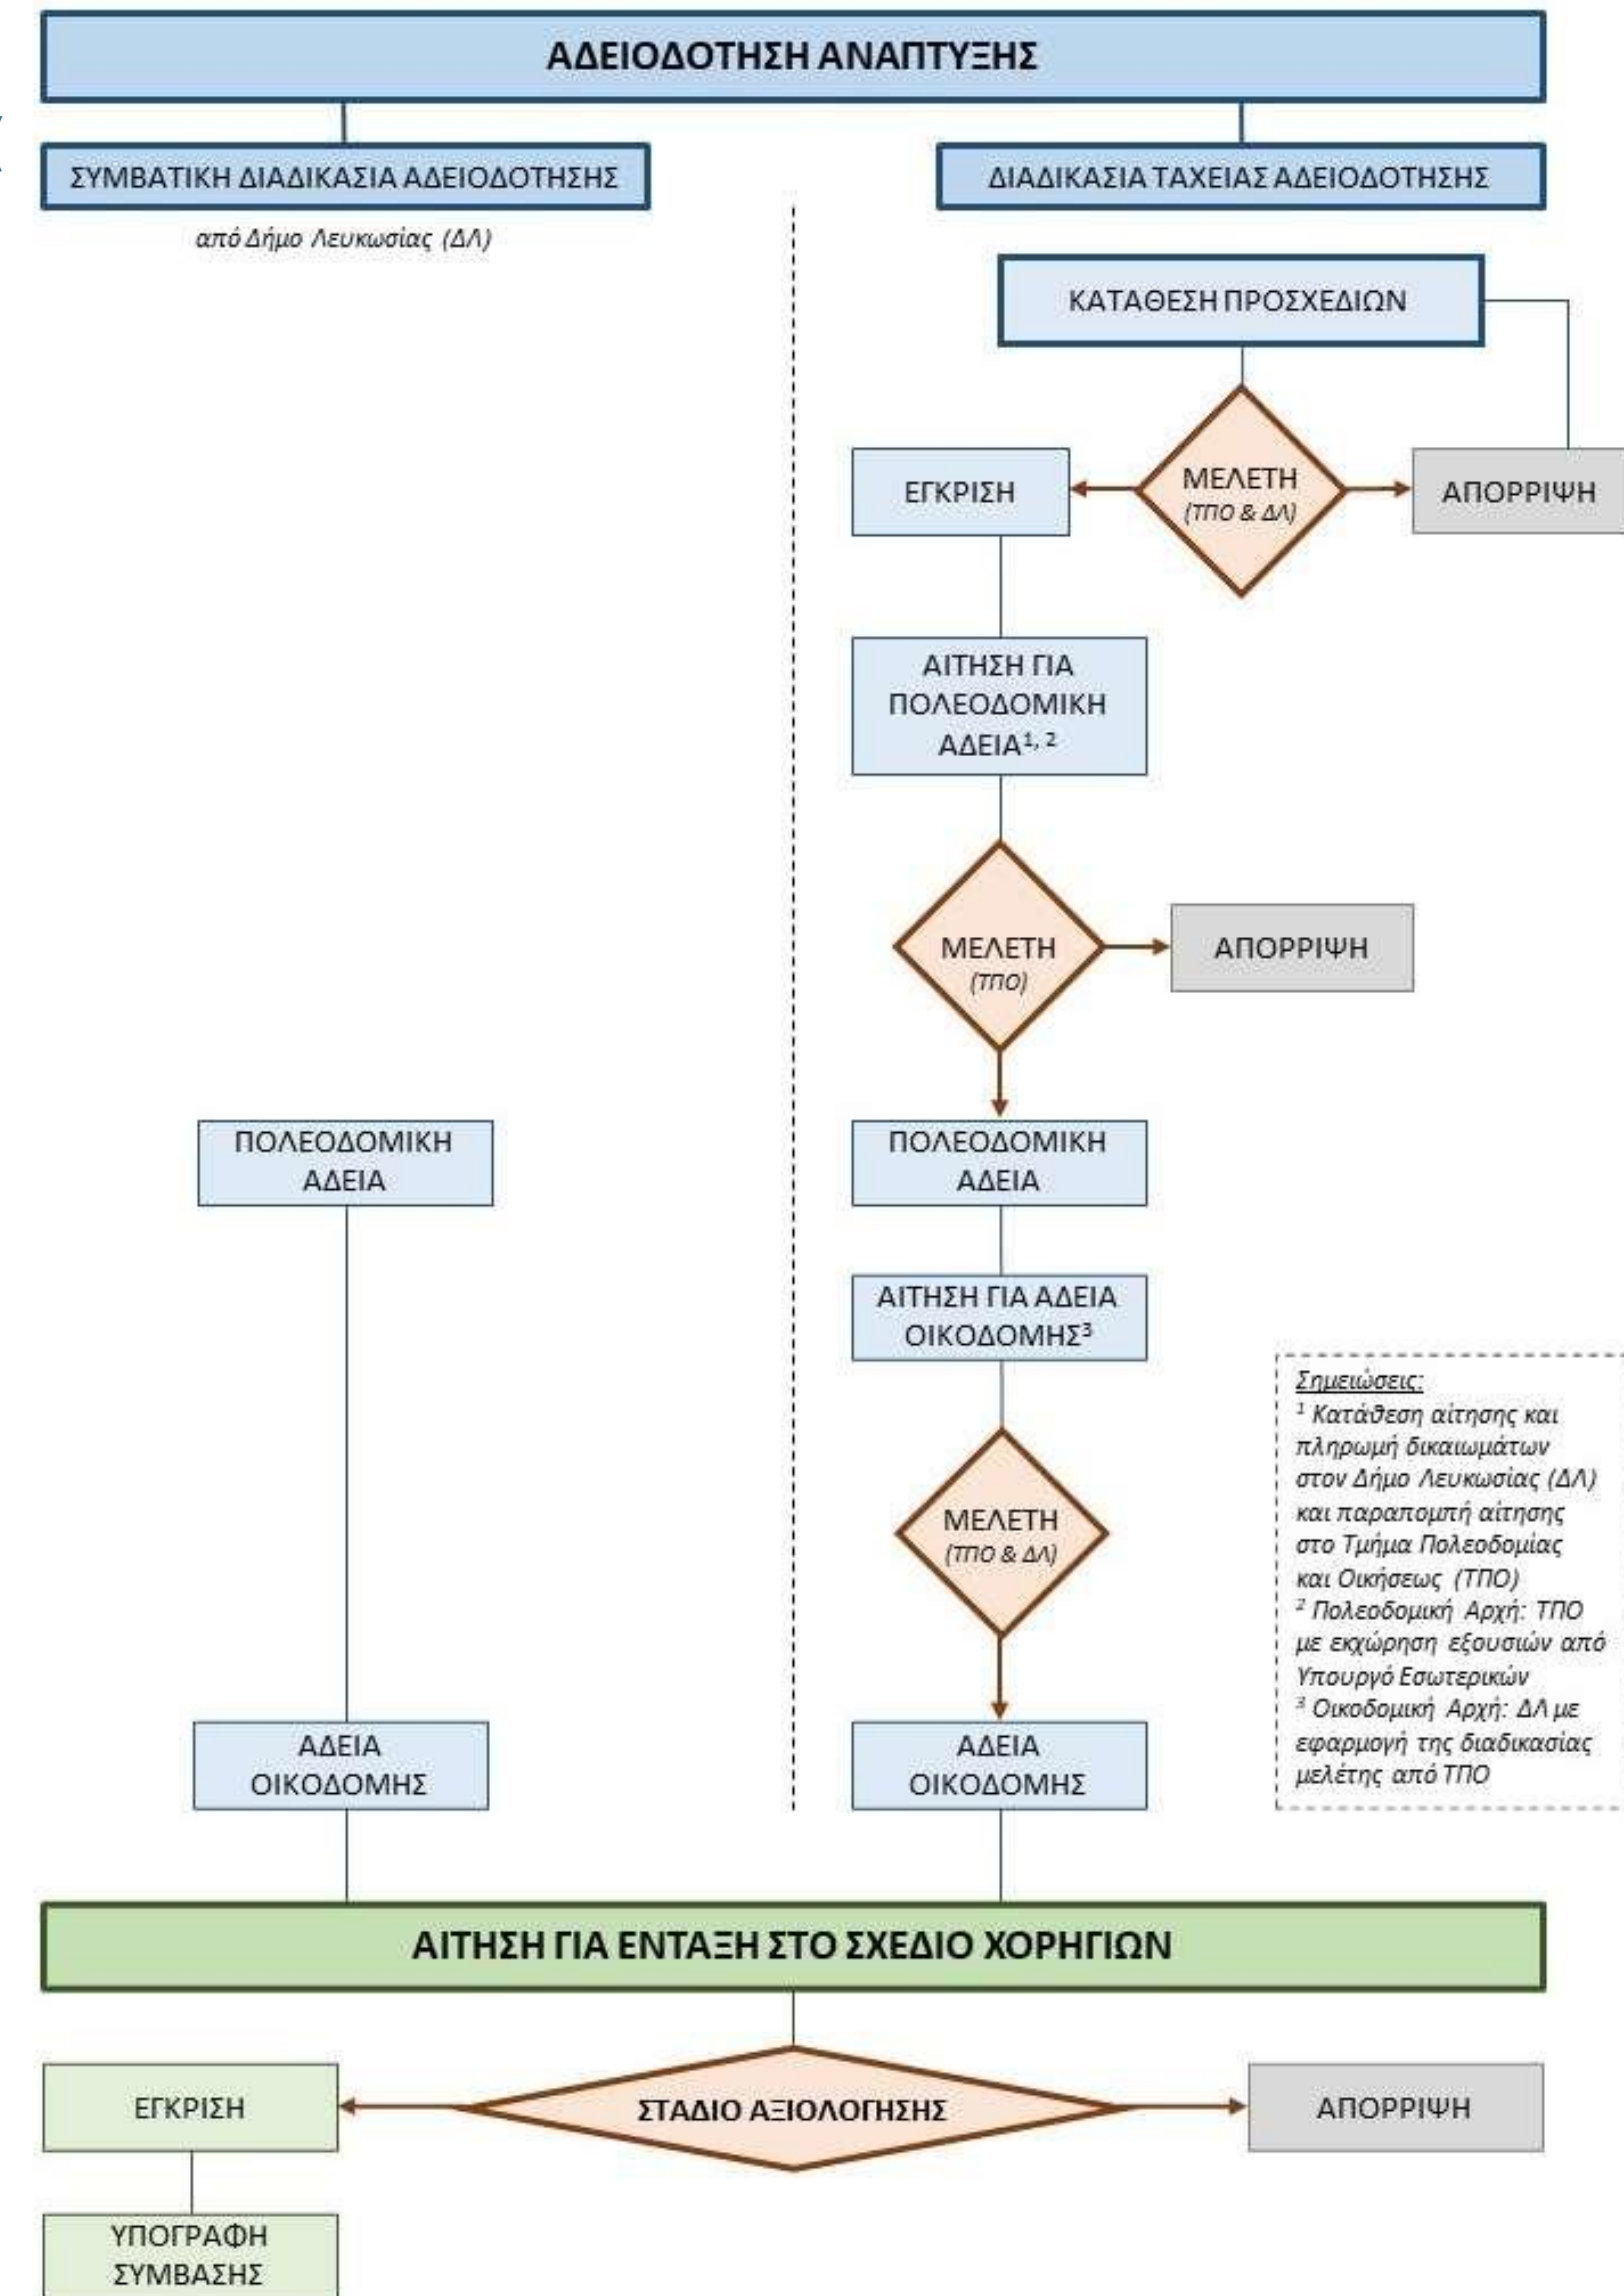 ΑΔΕΙΟΔΟΤΗΣΗ ΑΝΑΠΤΥΞΗΣ
ΣΥΜΒΑΤΙΚΗ ΔΙΑΔΙΚΑΣΙΑ ΑΔΕΙΟΔΟΤΗΣΗΣ
από Δήμο Λευκωσίας (ΔΛ)
ΔΙΑΔΙΚΑΣΙΑ ΤΑΧΕΙΑΣ ΑΔΕΙΟΔΟΤΗΣΗΣ
ΚΑΤΑΘΕΣΗ ΠΡΟΣΧΕΔΙΩΝ
ΕΓΚΡΙΣΗ
ΜΕΛΕΤΗ
(ΤΠΟ & ΔΛ)
ΑΠΟΡΡΙΨΗ
ΑΙΤΗΣΗ ΓΙΑ
ΠΟΛΕΟΔΟΜΙΚΗ
ΑΔΕΙΑ¹, ²
ΜΕΛΕΤΗ
(ΤΠΟ)
ΑΠΟΡΡΙΨΗ
ΠΟΛΕΟΔΟΜΙΚΗ
ΑΔΕΙΑ
ΠΟΛΕΟΔΟΜΙΚΗ
ΑΔΕΙΑ
ΑΙΤΗΣΗ ΓΙΑ ΑΔΕΙΑ
ΟΙΚΟΔΟΜΗΣ³
ΜΕΛΕΤΗ
(ΤΠΟ & ΔΛ)
Σημειώσεις:
¹ Κατάθεση αίτησης και
πληρωμή δικαιωμάτων
στον Δήμο Λευκωσίας (ΔΛ)
και παραπομπή αίτησης
στο Τμήμα Πολεοδομίας
και Οικήσεως (ΤΠΟ)
² Πολεοδομική Αρχή: ΤΠΟ
με εκχώρηση εξουσιών από
Υπουργό Εσωτερικών
³ Οικοδομική Αρχή: ΔΛ με
εφαρμογή της διαδικασίας
μελέτης από ΤΠΟ
ΑΔΕΙΑ
ΟΙΚΟΔΟΜΗΣ
ΑΔΕΙΑ
ΟΙΚΟΔΟΜΗΣ
ΑΙΤΗΣΗ ΓΙΑ ΕΝΤΑΞΗ ΣΤΟ ΣΧΕΔΙΟ ΧΟΡΗΓΙΩΝ
ΕΓΚΡΙΣΗ
ΣΤΑΔΙΟ ΑΞΙΟΛΟΓΗΣΗΣ
ΑΠΟΡΡΙΨΗ
ΥΠΟΓΡΑΦΗ
ΣΥΜΒΑΣΗΣ